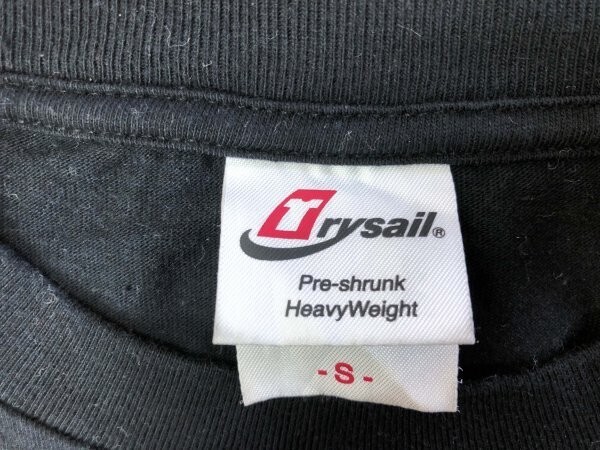 Trysail®
Pre-shrunk
HeavyWeight
- S -